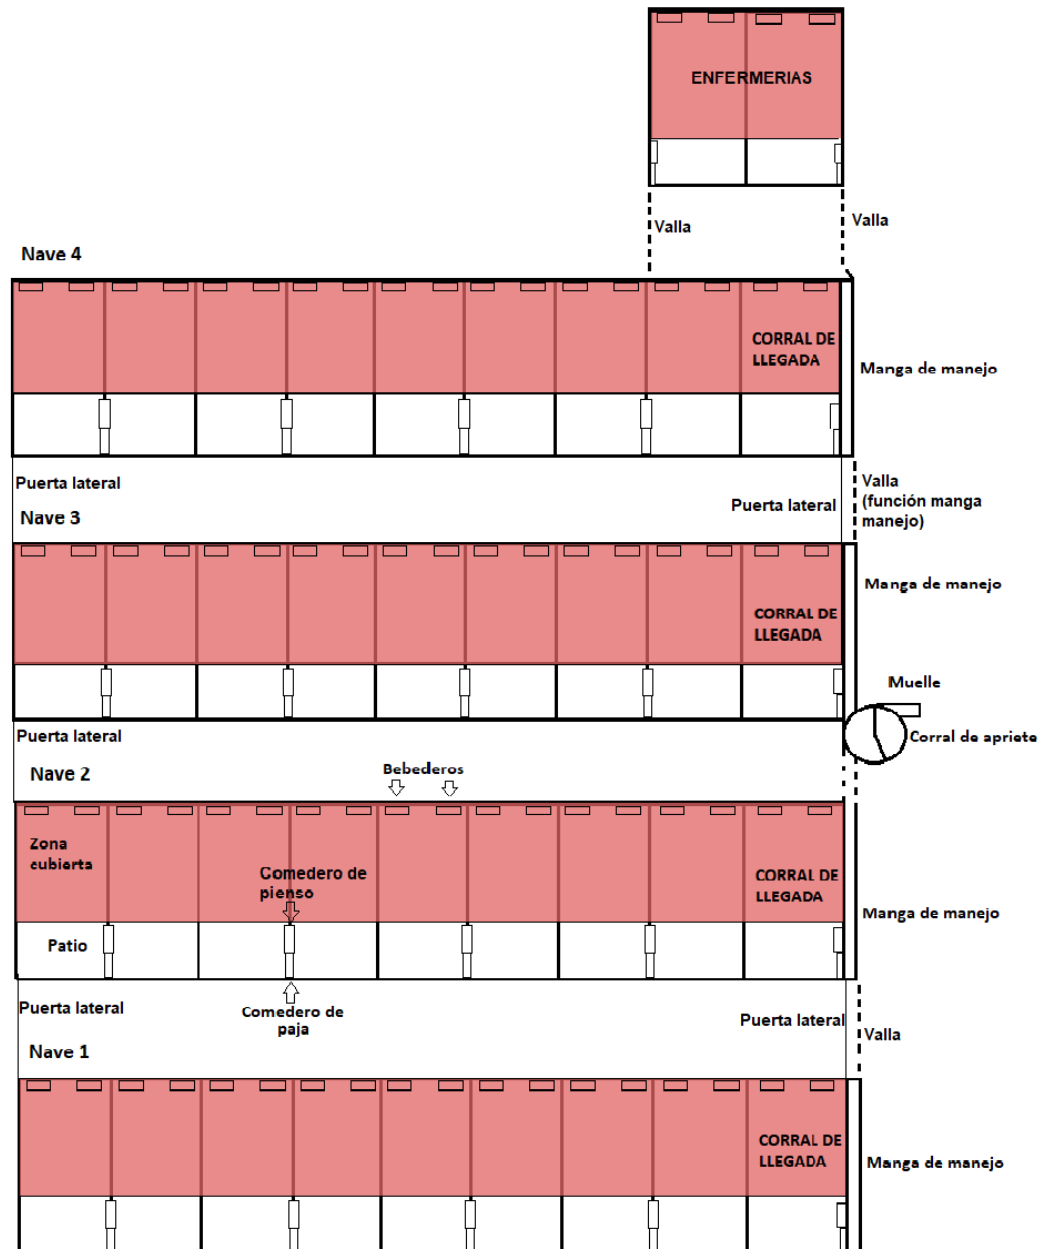 ENFERMERIAS
Valla
Valla
Nave 4
CORRAL DE
LLEGADA
Manga de manejo
Puerta lateral
Puerta lateral
Valla
(función manga
manejo)
Nave 3
Manga de manejo
CORRAL DE
LLEGADA
Muelle
Puerta lateral
Corral de apriete
Nave 2
Bebederos
Zona
cubierta
Comedero de
pienso
CORRAL DE
LLEGADA
Manga de manejo
Patio
Puerta lateral
Comedero de
paja
Puerta lateral
Valla
Nave 1
CORRAL DE
LLEGADA
Manga de manejo